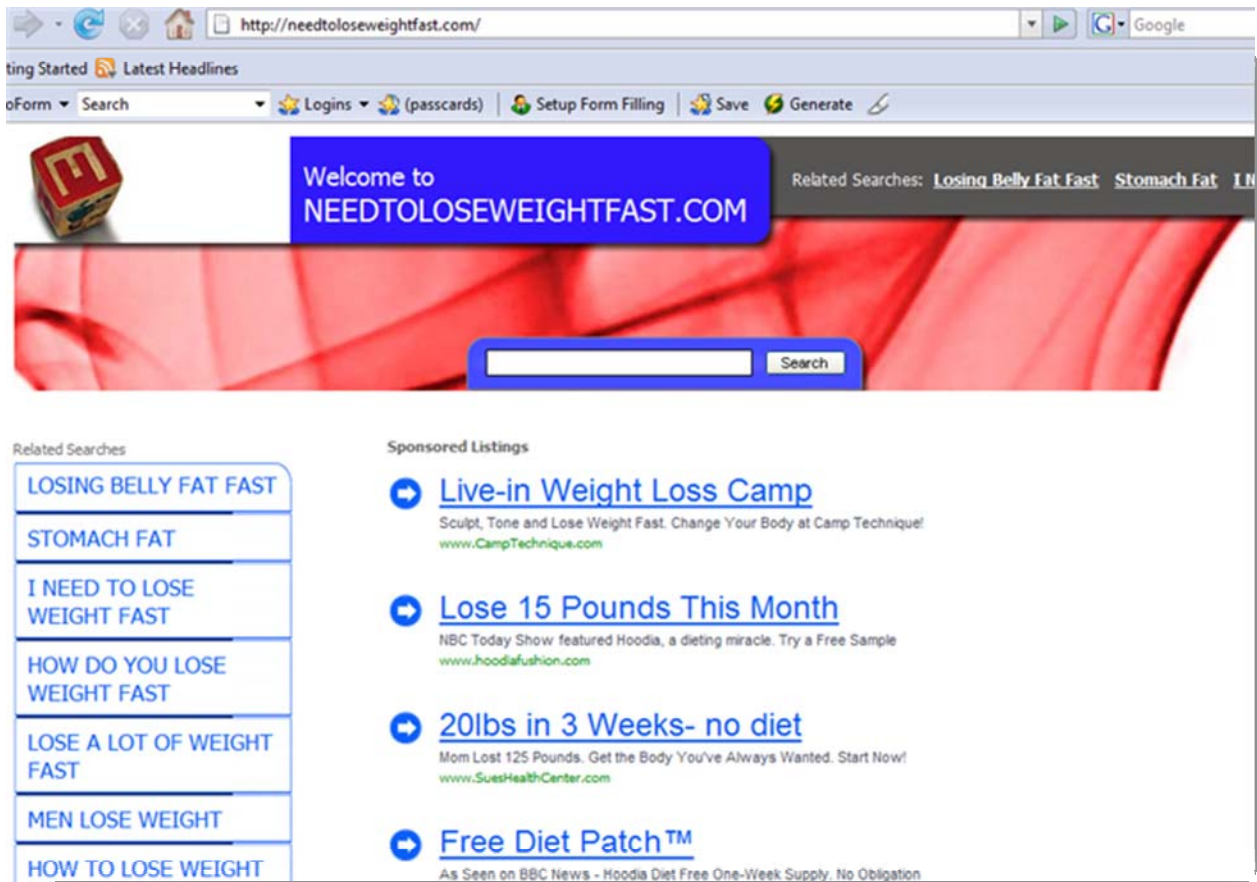 http://needtoloseweightfast.com/
G Google
ting Started Latest Headlines
oForm Search Logins (passcards) Setup Form Filling Save Generate
E
Welcome to
NEEDTOLOSEWEIGHTFAST.COM
Related Searches: Losing Belly Fat Fast Stomach Fat I N
Search
Related Searches
LOSING BELLY FAT FAST
STOMACH FAT
I NEED TO LOSE
WEIGHT FAST
HOW DO YOU LOSE
WEIGHT FAST
LOSE A LOT OF WEIGHT
FAST
MEN LOSE WEIGHT
HOW TO LOSE WEIGHT
Sponsored Listings
Live-in Weight Loss Camp
Sculpt, Tone and Lose Weight Fast. Change Your Body at Camp Technique!
www.CampTechnique.com
Lose 15 Pounds This Month
NBC Today Show featured Hoodia, a dieting miracle. Try a Free Sample
www.hoodiafushion.com
20lbs in 3 Weeks- no diet
Mom Lost 125 Pounds. Get the Body You've Always Wanted. Start Now!
www.SuesHealthCenter.com
Free Diet Patch™
As Seen on BBC News - Hoodia Diet Free One-Week Supply. No Obligation